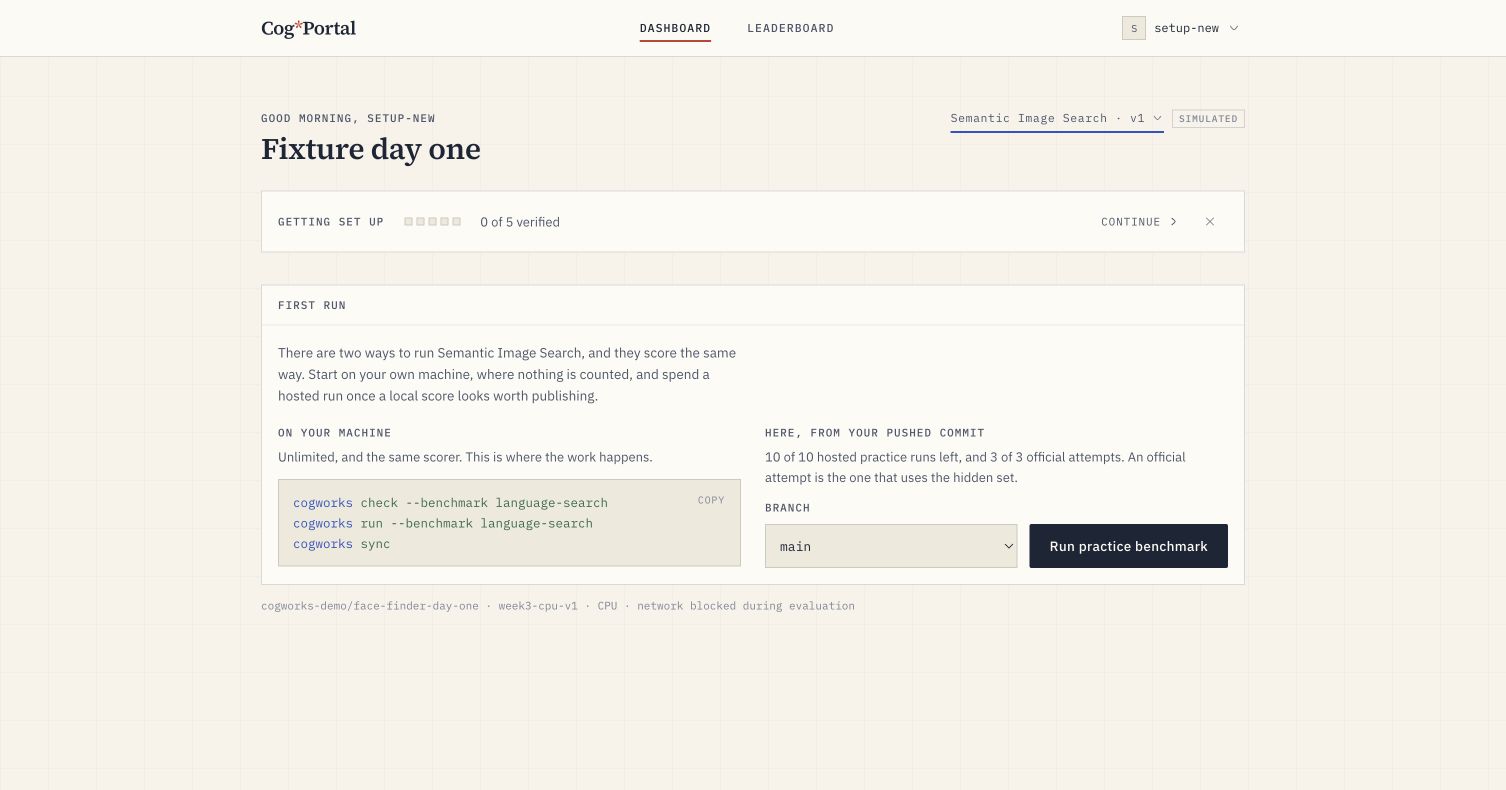 Cog*Portal
DASHBOARD
LEADERBOARD
S
setup-new
GOOD MORNING, SETUP-NEW
Fixture day one
Semantic Image Search · v1
SIMULATED
GETTING SET UP
0 of 5 verified
CONTINUE
FIRST RUN
There are two ways to run Semantic Image Search, and they score the same
way. Start on your own machine, where nothing is counted, and spend a
hosted run once a local score looks worth publishing.
ON YOUR MACHINE
Unlimited, and the same scorer. This is where the work happens.
cogworks check --benchmark language-search
cogworks run --benchmark language-search
cogworks sync
COPY
HERE, FROM YOUR PUSHED COMMIT
10 of 10 hosted practice runs left, and 3 of 3 official attempts. An official
attempt is the one that uses the hidden set.
BRANCH
main
Run practice benchmark
cogworks-demo/face-finder-day-one · week3-cpu-v1 · CPU · network blocked during evaluation